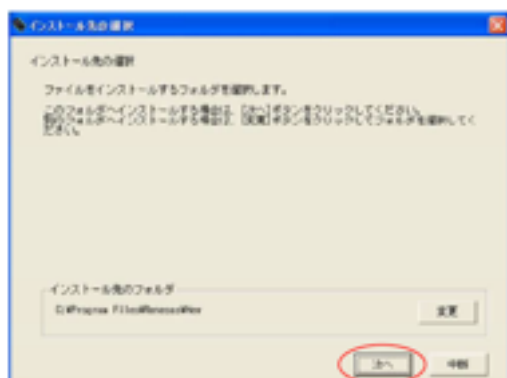 インストール先の選択
インストール先の選択
ファイルをインストールするフォルダを選択します。
このフォルダへインストールする場合は、[次へ]ボタンをクリックしてください。
別のフォルダへインストールする場合は、[変更]ボタンをクリックしてフォルダを選択してく
ださい。
インストール先のフォルダ
C:¥Program Files¥Renesas¥Hew
変更
次へ
中断